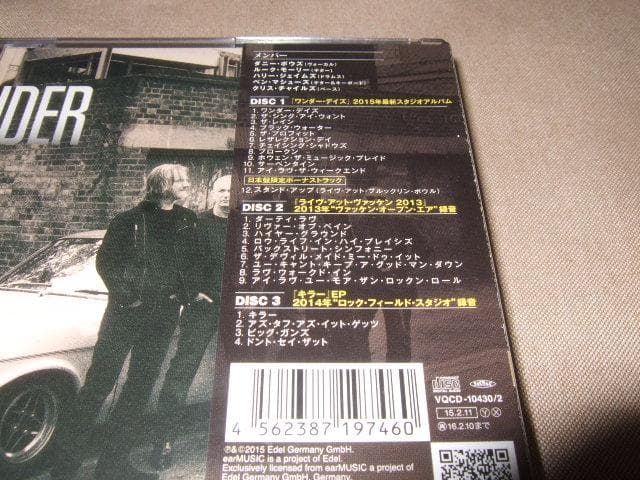 NDER
メンバー
ダニー・ボウズ(ヴォーカル)
ルーク・モーリー(ギター)
ハリー・ジェイムズ(ドラムス)
ベン・マシューズ(ギター&キーボード)
クリス・チャイルズ(ベース)
DISC 1 「ワンダー・デイズ」2015年最新スタジオアルバム
1. ワンダー・デイズ
2. ザ・シング・アイ・ウォント
3. ザ・レイン
4. ブラック・ウォーター
5. ザ・プロフィット
6. レザレクション・デイ
7. チェイシング・シャドウズ
8. ブロークン
9. ホウェン・ザ・ミュージック・プレイド
10. サーペンタイン
11. アイ・ラヴ・ザ・ウィークエンド
日本盤限定ボーナストラック
12. スタンド・アップ(ライヴ・アット・ブルックリン・ボウル)
DISC 2 「ライヴ・アット・ヴァッケン 2013」
2013年“ヴァッケン・オープン・エア”録音
1. ダーティ・ラヴ
2. リヴァー・オブ・ペイン
3. ハイヤー・グラウンド
4. ロウ・ライフ・イン・ハイ・プレイシズ
5. バックストリート・シンフォニー
6. ザ・デヴィル・メイド・ミー・ドゥ・イット
7. ユー・キャント・キープ・ア・グッド・マン・ダウン
8. ラヴ・ウォークド・イン
9. アイ・ラヴ・ユー・モア・ザン・ロックン・ロール
DISC 3 「キラー」EP
2014年“ロック・フィールド・スタジオ”録音
1. キラー
2. アズ・タフ・アズ・イット・ゲッツ
3. ビッグ・ガンズ
4. ドント・セイ・ザット
VQCD-10430/2
15.2.11 Y X
再 16.2.10まで
4 562387 197460
℗&©2015 Edel Germany GmbH.
earMUSIC is a project of Edel.
Exclusively licensed from earMUSIC a project of
Edel Germany GmbH, Germany.